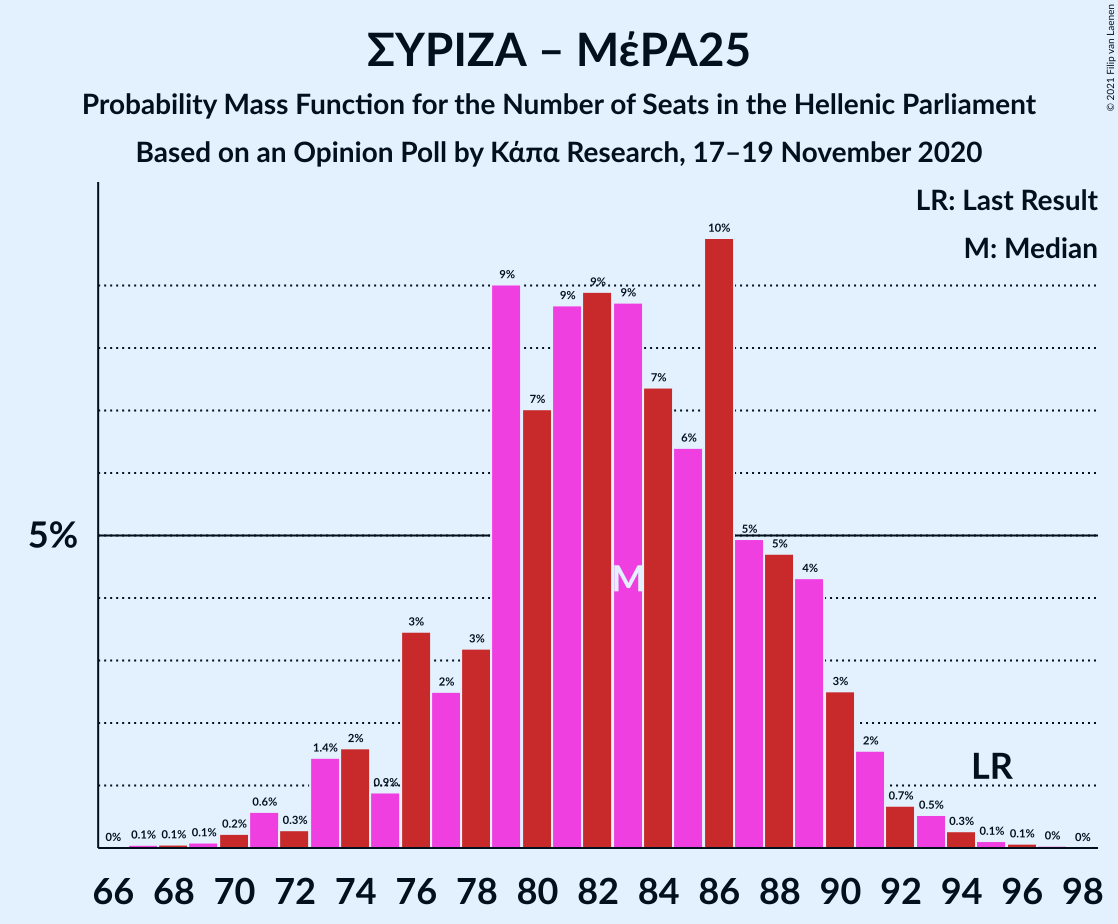 ΣΥΡΙΖΑ – ΜέΡΑ25
Probability Mass Function for the Number of Seats in the Hellenic Parliament
Based on an Opinion Poll by Κάπα Research, 17–19 November 2020
© 2021 Filip van Laenen
LR: Last Result
M: Median
5%
0% 0.1% 0.1% 0.1% 0.2% 0.6% 0.3% 1.4% 2% 0.9% 3% 2% 3% 9% 7% 9% 9% 9% 7% 6% 10% 5% 5% 4% 3% 2% 0.7% 0.5% 0.3% 0.1% 0.1% 0% 0%
M
LR
66 68 70 72 74 76 78 80 82 84 86 88 90 92 94 96 98